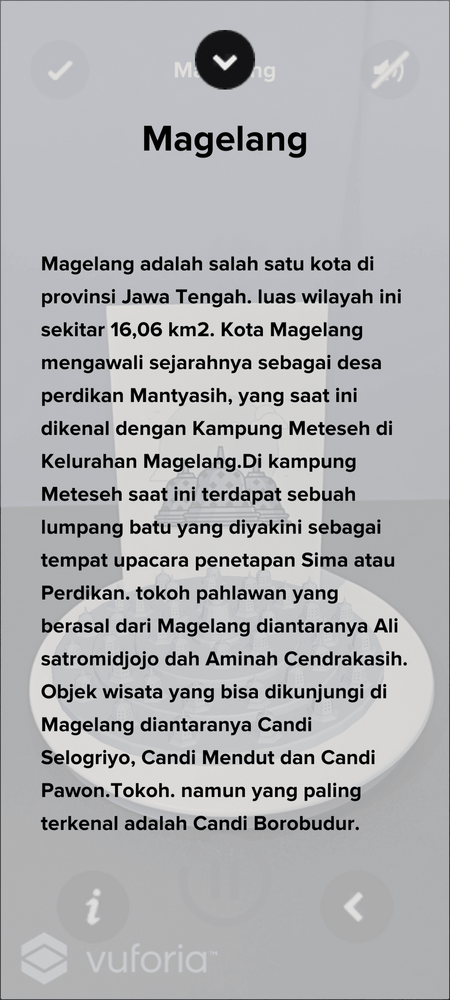 Magelang
Magelang adalah salah satu kota di
provinsi Jawa Tengah. luas wilayah ini
sekitar 16,06 km2. Kota Magelang
mengawali sejarahnya sebagai desa
perdikan Mantyasih, yang saat ini
dikenal dengan Kampung Meteseh di
Kelurahan Magelang.Di kampung
Meteseh saat ini terdapat sebuah
lumpang batu yang diyakini sebagai
tempat upacara penetapan Sima atau
Perdikan. tokoh pahlawan yang
berasal dari Magelang diantaranya Ali
satromidjojo dah Aminah Cendrakasih.
Objek wisata yang bisa dikunjungi di
Magelang diantaranya Candi
Selogriyo, Candi Mendut dan Candi
Pawon.Tokoh. namun yang paling
terkenal adalah Candi Borobudur.
i
vuforia™